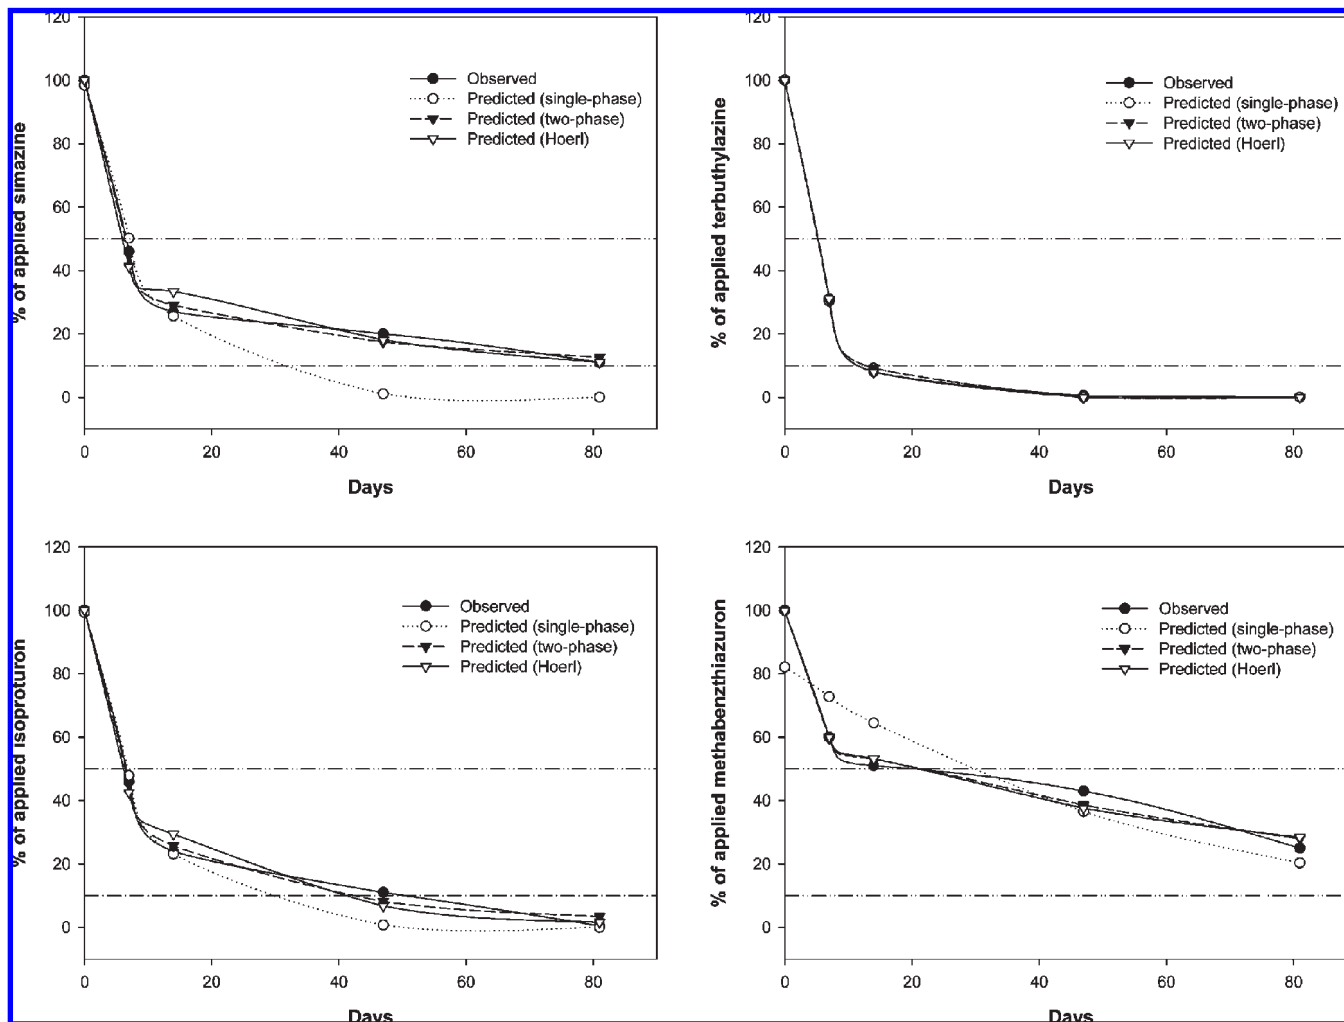 120
100
80
60
40
20
0
% of applied simazine
Observed
Predicted (single-phase)
Predicted (two-phase)
Predicted (Hoerl)
0 20 40 60 80
Days
120
100
80
60
40
20
0
% of applied terbuthylazine
Observed
Predicted (single-phase)
Predicted (two-phase)
Predicted (Hoerl)
0 20 40 60 80
Days
120
100
80
60
40
20
0
% of applied isoproturon
Observed
Predicted (single-phase)
Predicted (two-phase)
Predicted (Hoerl)
0 20 40 60 80
Days
120
100
80
60
40
20
0
% of applied methabenzthiazuron
Observed
Predicted (single-phase)
Predicted (two-phase)
Predicted (Hoerl)
0 20 40 60 80
Days